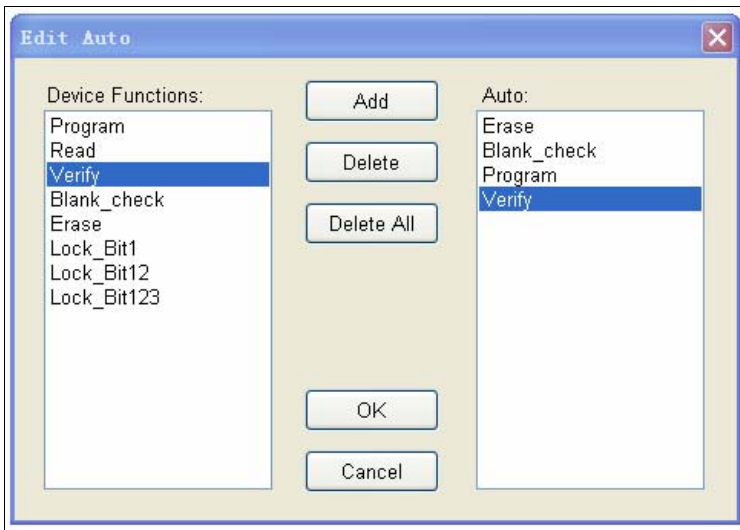 Edit Auto
Device Functions:
Program
Read
Verify
Blank_check
Erase
Lock_Bit1
Lock_Bit12
Lock_Bit123
Add
Delete
Delete All
OK
Cancel
Auto:
Erase
Blank_check
Program
Verify